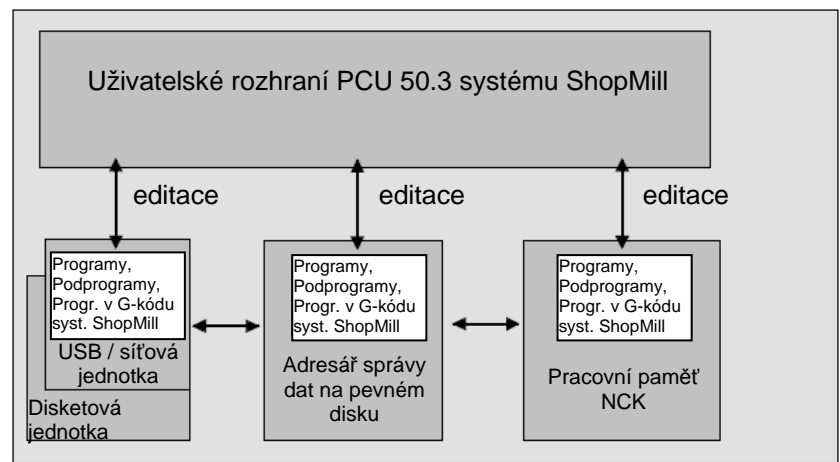 Uživatelské rozhraní PCU 50.3 systému ShopMill
editace
editace
editace
Programy,
Podprogramy,
Progr. v G-kódu
syst. ShopMill
USB / síťová
jednotka
Disketová
jednotka
Programy,
Podprogramy,
Progr. v G-kódu
syst. ShopMill
Adresář správy
dat na pevném
disku
Programy,
Podprogramy,
Progr. v G-kódu
syst. ShopMill
Pracovní paměť
NCK